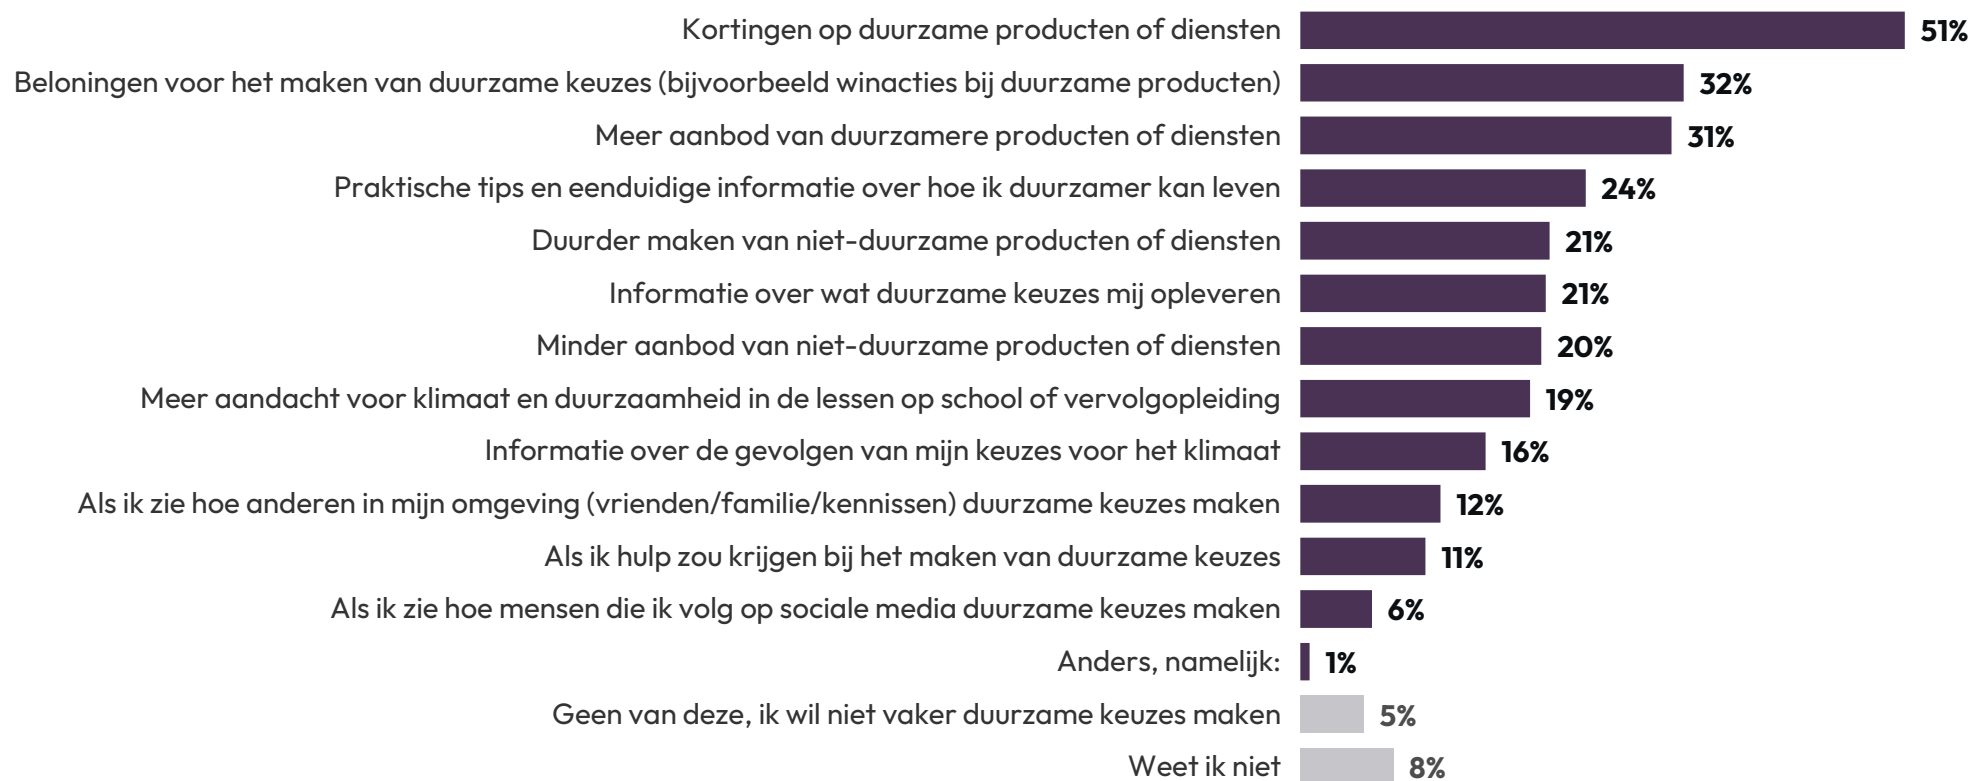 Kortingen op duurzame producten of diensten 51%
Beloningen voor het maken van duurzame keuzes (bijvoorbeeld winacties bij duurzame producten) 32%
Meer aanbod van duurzamere producten of diensten 31%
Praktische tips en eenduidige informatie over hoe ik duurzamer kan leven 24%
Duurder maken van niet-duurzame producten of diensten 21%
Informatie over wat duurzame keuzes mij opleveren 21%
Minder aanbod van niet-duurzame producten of diensten 20%
Meer aandacht voor klimaat en duurzaamheid in de lessen op school of vervolgopleiding 19%
Informatie over de gevolgen van mijn keuzes voor het klimaat 16%
Als ik zie hoe anderen in mijn omgeving (vrienden/familie/kennissen) duurzame keuzes maken 12%
Als ik hulp zou krijgen bij het maken van duurzame keuzes 11%
Als ik zie hoe mensen die ik volg op sociale media duurzame keuzes maken 6%
Anders, namelijk: 1%
Geen van deze, ik wil niet vaker duurzame keuzes maken 5%
Weet ik niet 8%